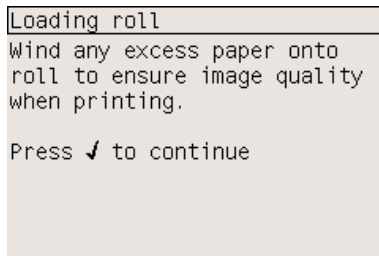 Loading roll
Wind any excess paper onto
roll to ensure image quality
when printing.
Press ✓ to continue